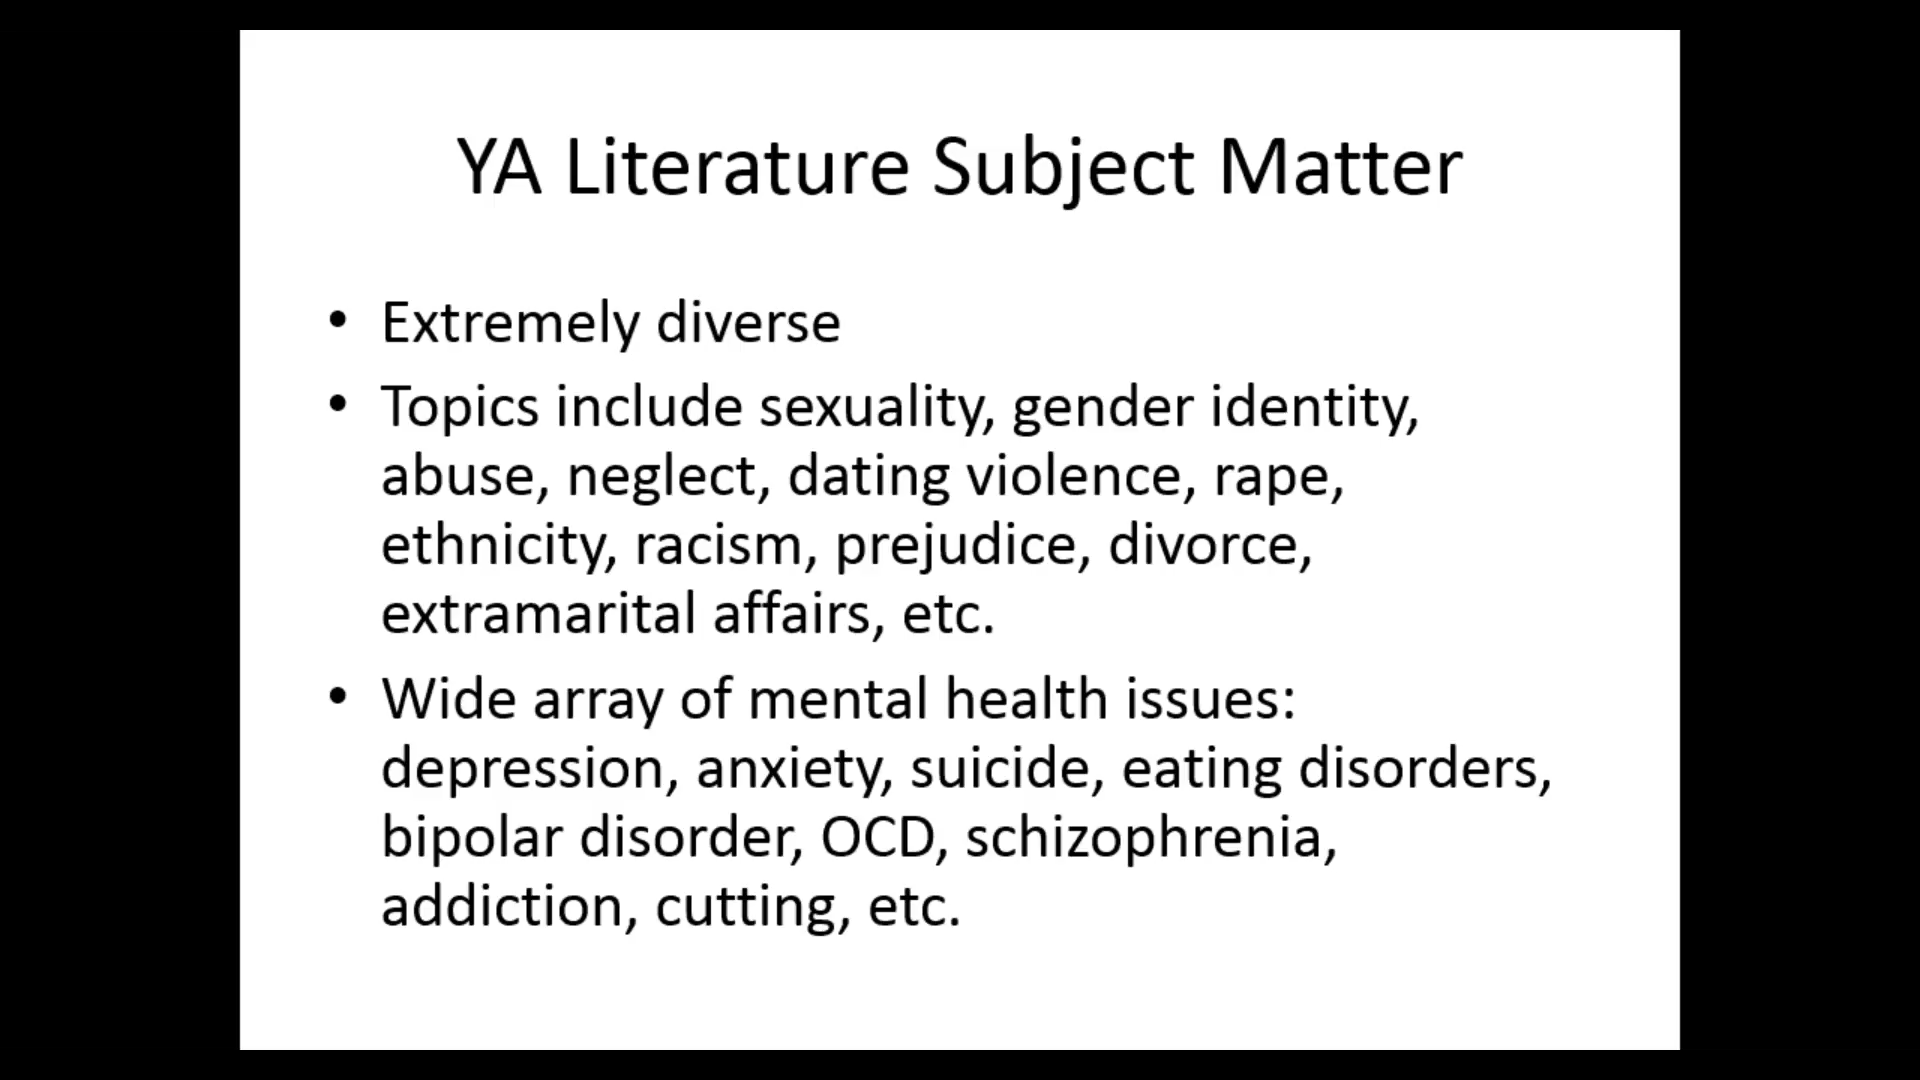 YA Literature Subject Matter
• Extremely diverse
• Topics include sexuality, gender identity,
abuse, neglect, dating violence, rape,
ethnicity, racism, prejudice, divorce,
extramarital affairs, etc.
• Wide array of mental health issues:
depression, anxiety, suicide, eating disorders,
bipolar disorder, OCD, schizophrenia,
addiction, cutting, etc.